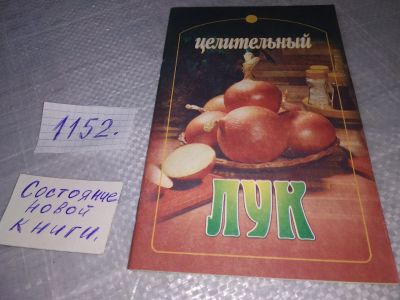 целительный
ЛУК
1152.
Состояние
новой
книги.